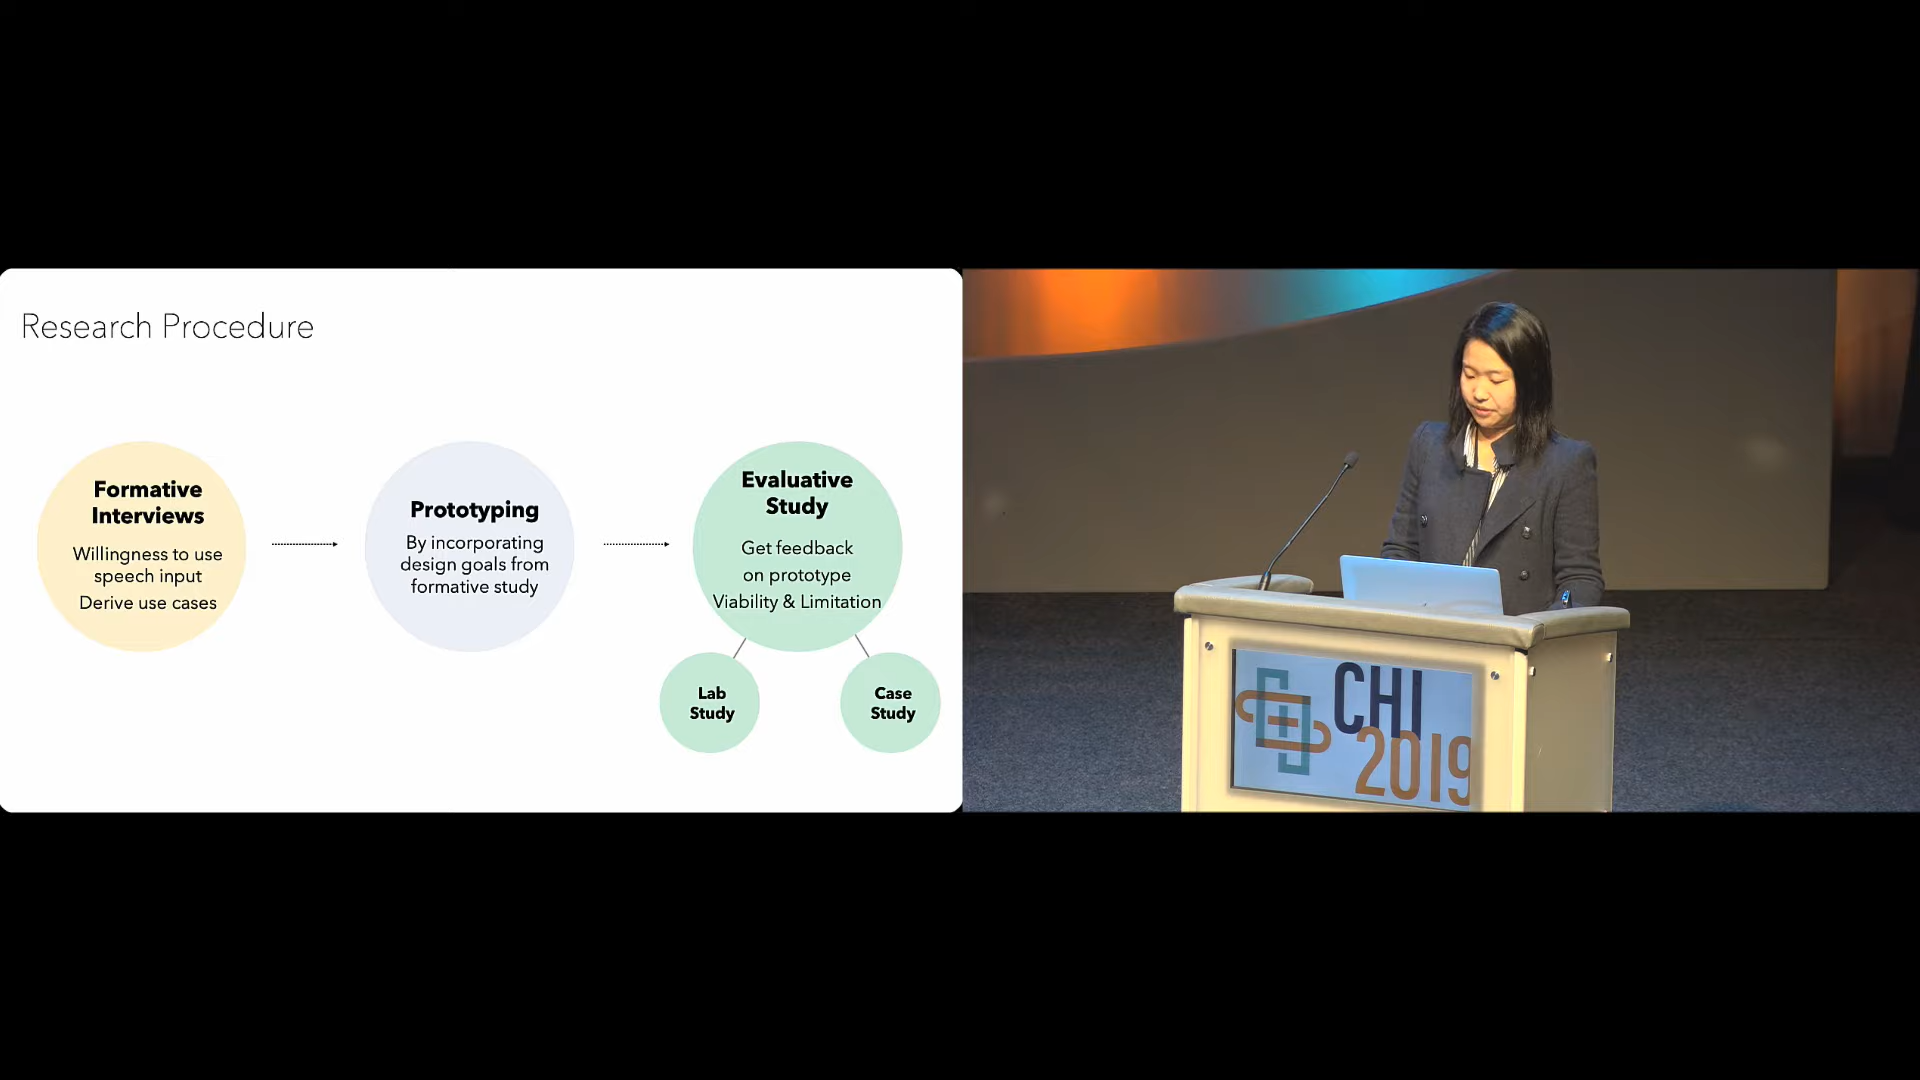 Research Procedure
Formative
Interviews
Willingness to use
speech input
Derive use cases
Prototyping
By incorporating
design goals from
formative study
Evaluative
Study
Get feedback
on prototype
Viability & Limitation
Lab
Study
Case
Study
CHI
2019